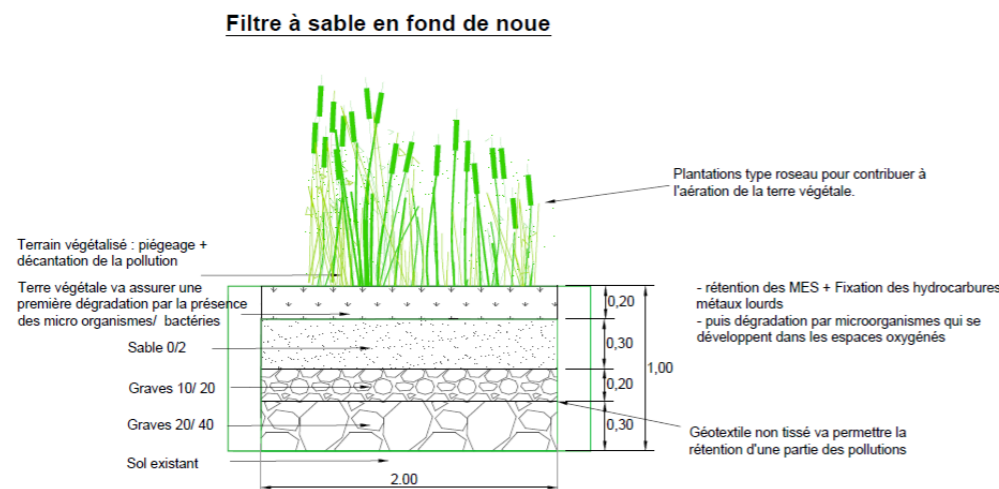 Filtre à sable en fond de noue
Plantations type roseau pour contribuer à
l'aération de la terre végétale.
Terrain végétalisé : piégeage +
décantation de la pollution
Terre végétale va assurer une
première dégradation par la présence
des micro organismes/ bactéries
Sable 0/2
Graves 10/ 20
Graves 20/ 40
Sol existant
0,20
0,30
0,20
0,30
1,00
2.00
- rétention des MES + Fixation des hydrocarbures
métaux lourds
- puis dégradation par microorganismes qui se
développent dans les espaces oxygénés
Géotextile non tissé va permettre la
rétention d'une partie des pollutions